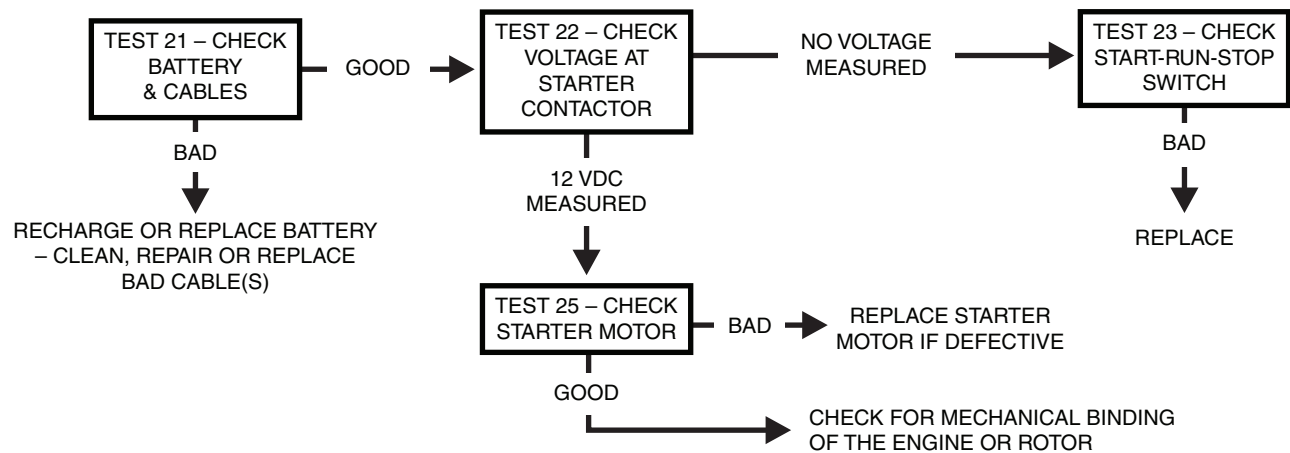 TEST 21 – CHECK
BATTERY
& CABLES
GOOD
TEST 22 – CHECK
VOLTAGE AT
STARTER
CONTACTOR
NO VOLTAGE
MEASURED
TEST 23 – CHECK
START-RUN-STOP
SWITCH
BAD
RECHARGE OR REPLACE BATTERY
– CLEAN, REPAIR OR REPLACE
BAD CABLE(S)
12 VDC
MEASURED
BAD
REPLACE
TEST 25 – CHECK
STARTER MOTOR
BAD
REPLACE STARTER
MOTOR IF DEFECTIVE
GOOD
CHECK FOR MECHANICAL BINDING
OF THE ENGINE OR ROTOR